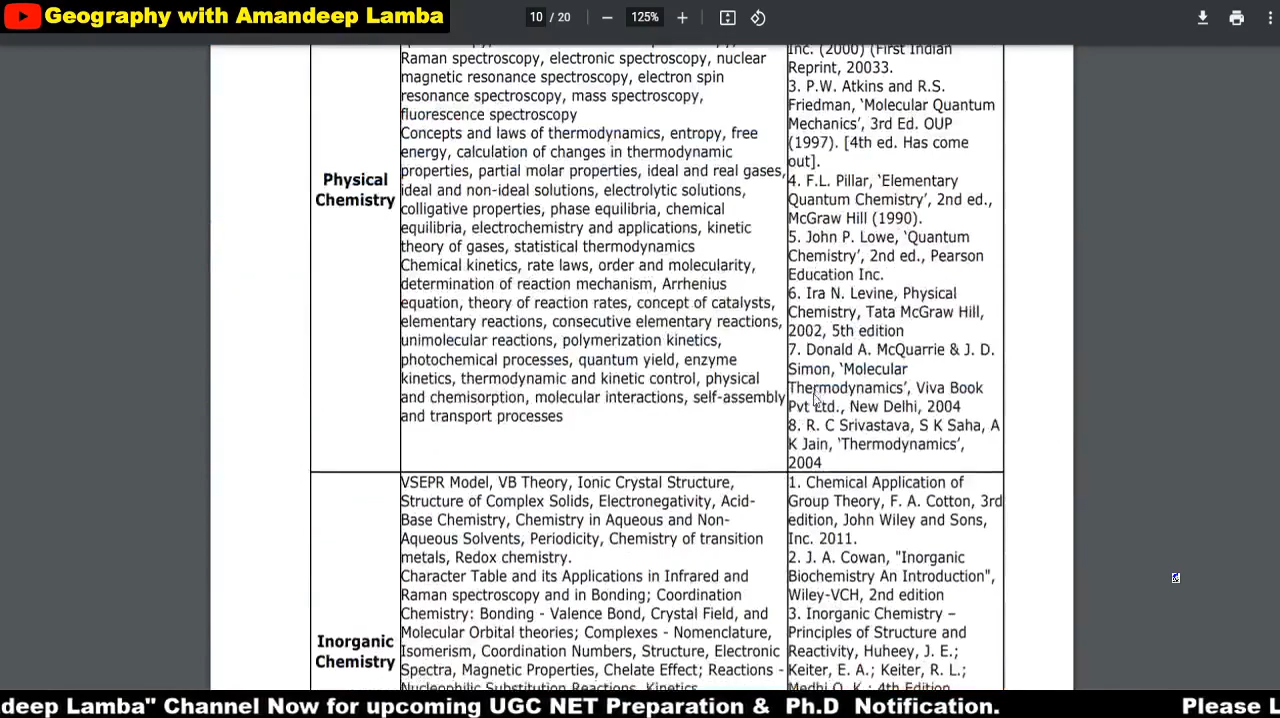 Geography with Amandeep Lamba
10 / 20
125%
Raman spectroscopy, electronic spectroscopy, nuclear
magnetic resonance spectroscopy, electron spin
resonance spectroscopy, mass spectroscopy,
fluorescence spectroscopy
Concepts and laws of thermodynamics, entropy, free
energy, calculation of changes in thermodynamic
properties, partial molar properties, ideal and real gases,
ideal and non-ideal solutions, electrolytic solutions,
colligative properties, phase equilibria, chemical
equilibria, electrochemistry and applications, kinetic
theory of gases, statistical thermodynamics
Chemical kinetics, rate laws, order and molecularity,
determination of reaction mechanism, Arrhenius
equation, theory of reaction rates, concept of catalysts,
elementary reactions, consecutive elementary reactions,
unimolecular reactions, polymerization kinetics,
photochemical processes, quantum yield, enzyme
kinetics, thermodynamic and kinetic control, physical
and chemisorption, molecular interactions, self-assembly
and transport processes
Physical
Chemistry
Inc. (2000) (First Indian
Reprint, 20033.
3. P.W. Atkins and R.S.
Friedman, ‘Molecular Quantum
Mechanics’, 3rd Ed. OUP
(1997). [4th ed. Has come
out].
4. F.L. Pillar, ‘Elementary
Quantum Chemistry’, 2nd ed.,
McGraw Hill (1990).
5. John P. Lowe, ‘Quantum
Chemistry’, 2nd ed., Pearson
Education Inc.
6. Ira N. Levine, Physical
Chemistry, Tata McGraw Hill,
2002, 5th edition
7. Donald A. McQuarrie & J. D.
Simon, ‘Molecular
Thermodynamics’, Viva Book
Pvt Ltd., New Delhi, 2004
8. R. C Srivastava, S K Saha, A
K Jain, ‘Thermodynamics’,
2004
Inorganic
Chemistry
VSEPR Model, VB Theory, Ionic Crystal Structure,
Structure of Complex Solids, Electronegativity, Acid-
Base Chemistry, Chemistry in Aqueous and Non-
Aqueous Solvents, Periodicity, Chemistry of transition
metals, Redox chemistry.
Character Table and its Applications in Infrared and
Raman spectroscopy and in Bonding; Coordination
Chemistry: Bonding - Valence Bond, Crystal Field, and
Molecular Orbital theories; Complexes - Nomenclature,
Isomerism, Coordination Numbers, Structure, Electronic
Spectra, Magnetic Properties, Chelate Effect; Reactions -
Nucleophilic Substitution Reactions, Kinetics
1. Chemical Application of
Group Theory, F. A. Cotton, 3rd
edition, John Wiley and Sons,
Inc. 2011.
2. J. A. Cowan, "Inorganic
Biochemistry An Introduction",
Wiley-VCH, 2nd edition
3. Inorganic Chemistry –
Principles of Structure and
Reactivity, Huheey, J. E.;
Keiter, E. A.; Keiter, R. L.;
Medhi O. K.; 4th Edition
deep Lamba" Channel Now for upcoming UGC NET Preparation & Ph.D Notification. Please L